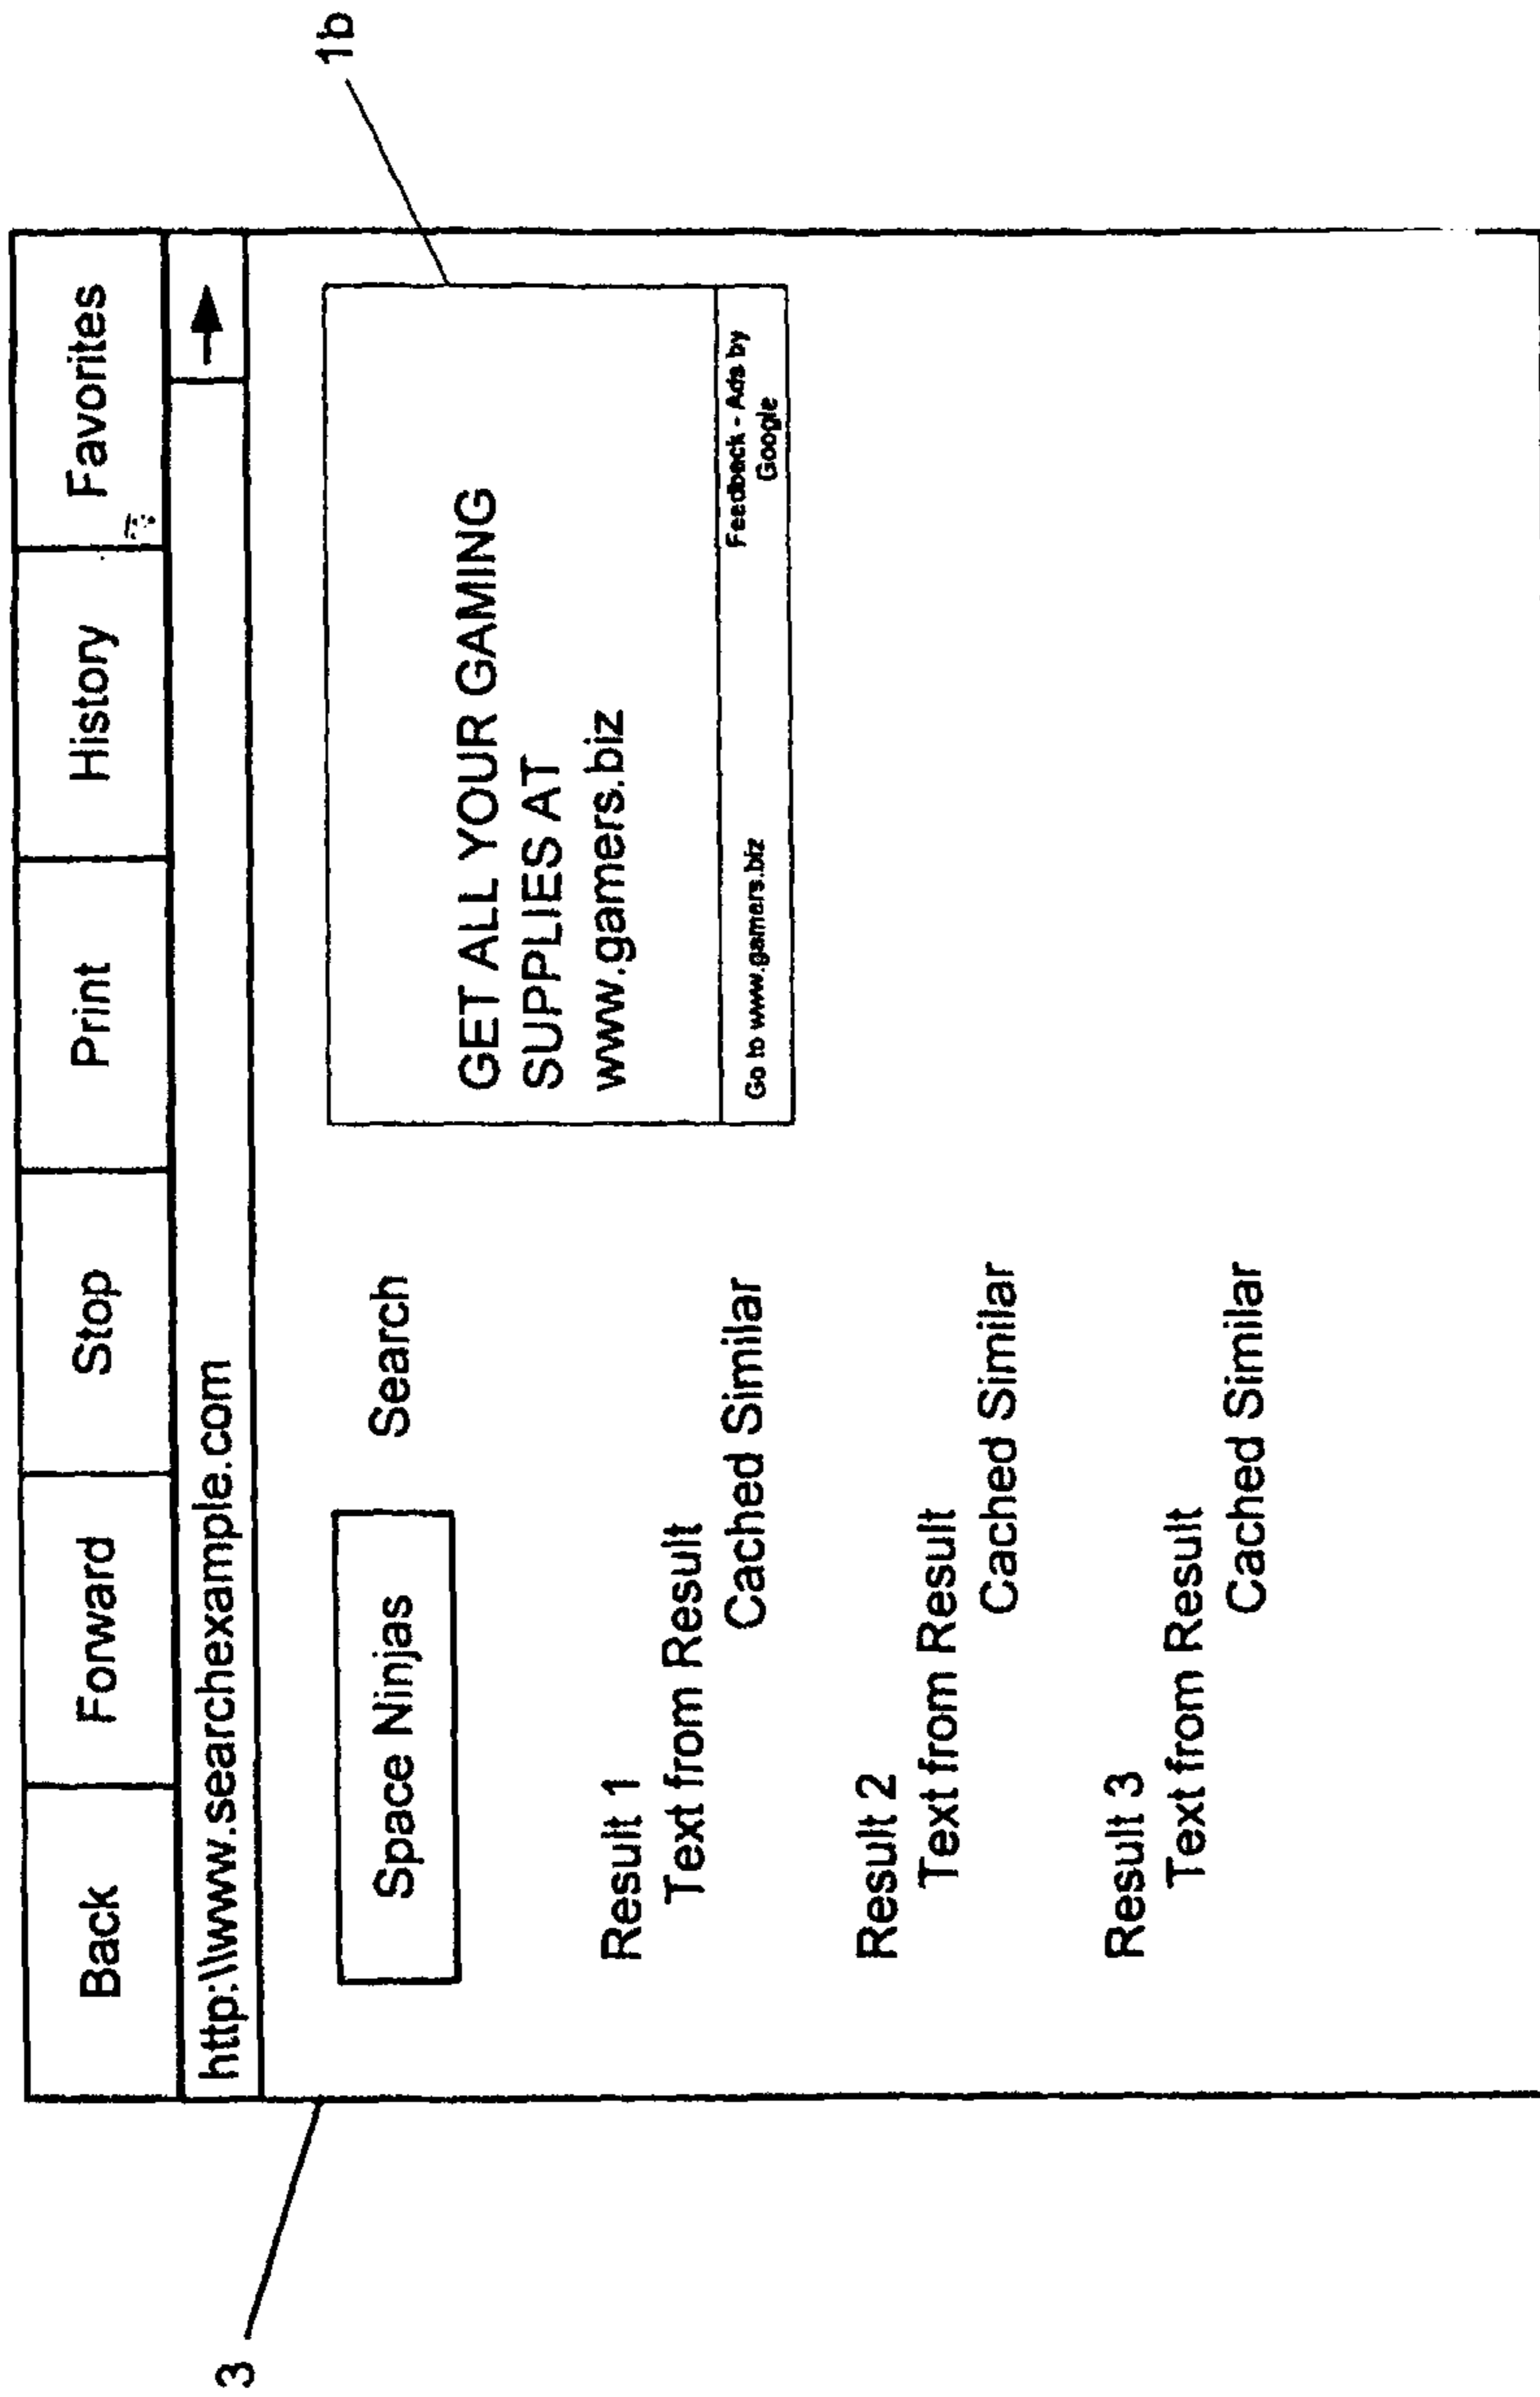 Back Forward Stop Print History Favorites
http:\\www.searchexample.com
3
1b
Space Ninjas Search
GET ALL YOUR GAMING
SUPPLIES AT
www.gamers.biz
Go to www.gamers.biz Feedback - Ads by
Google
Result 1
Text from Result
Cached Similar
Result 2
Text from Result
Cached Similar
Result 3
Text from Result
Cached Similar